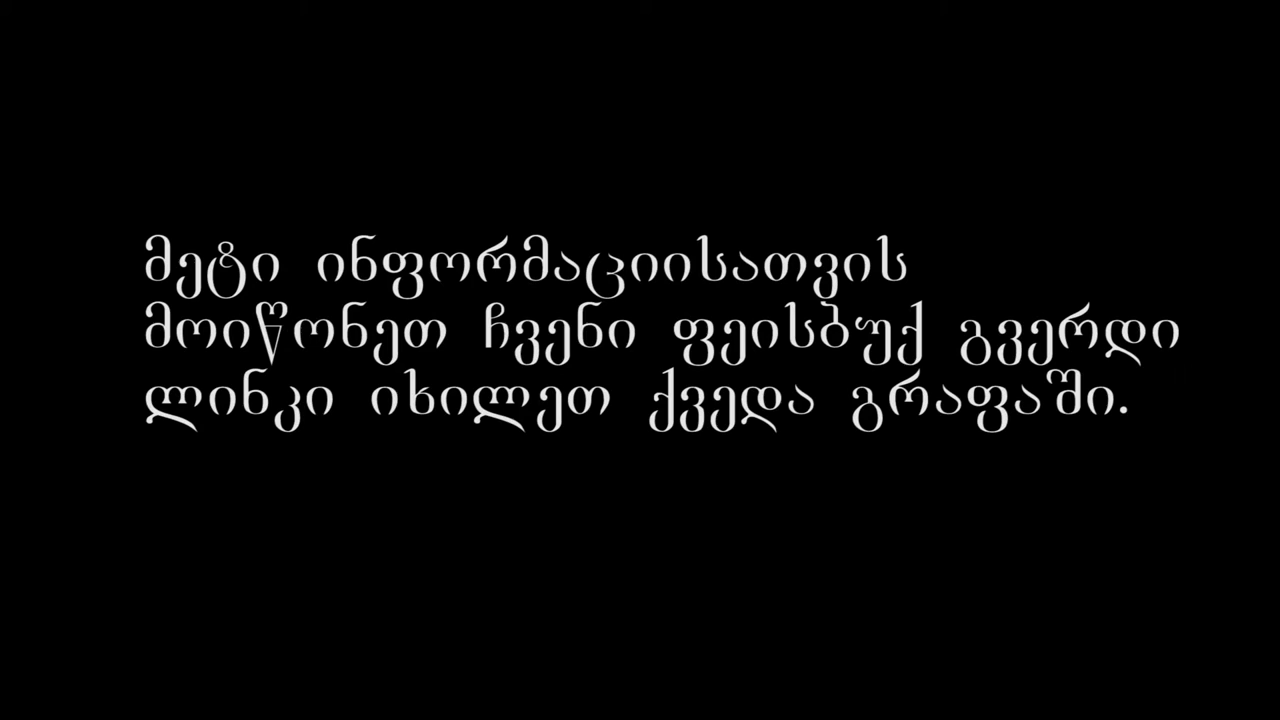 მეტი ინფორმაციისათვის
მოიწონეთ ჩვენი ფეისბუქ გვერდი
ლინკი იხილეთ ქვედა გრაფაში.